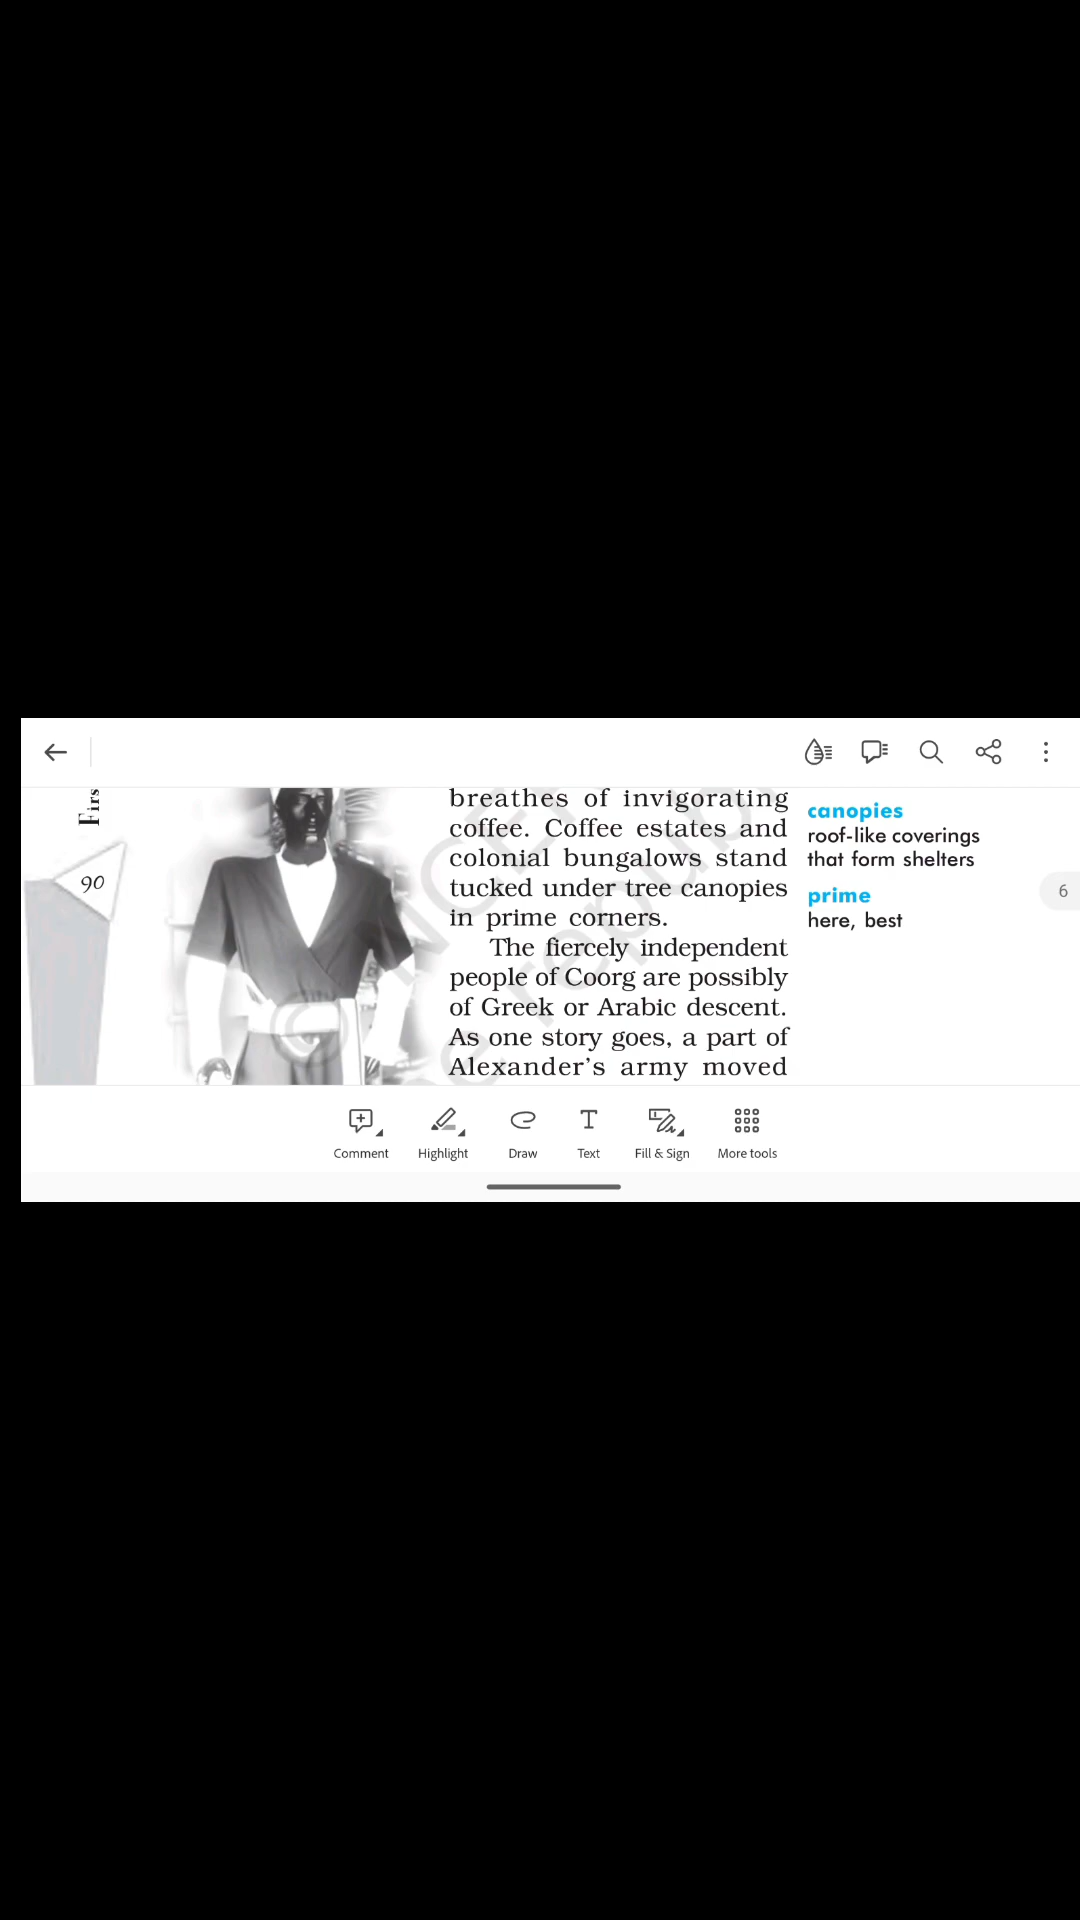 Firs
90
breathes of invigorating
coffee. Coffee estates and
colonial bungalows stand
tucked under tree canopies
in prime corners.
The fiercely independent
people of Coorg are possibly
of Greek or Arabic descent.
As one story goes, a part of
Alexander's army moved
canopies
roof-like coverings
that form shelters
prime
here, best
6
Comment
Highlight
Draw
Text
Fill & Sign
More tools